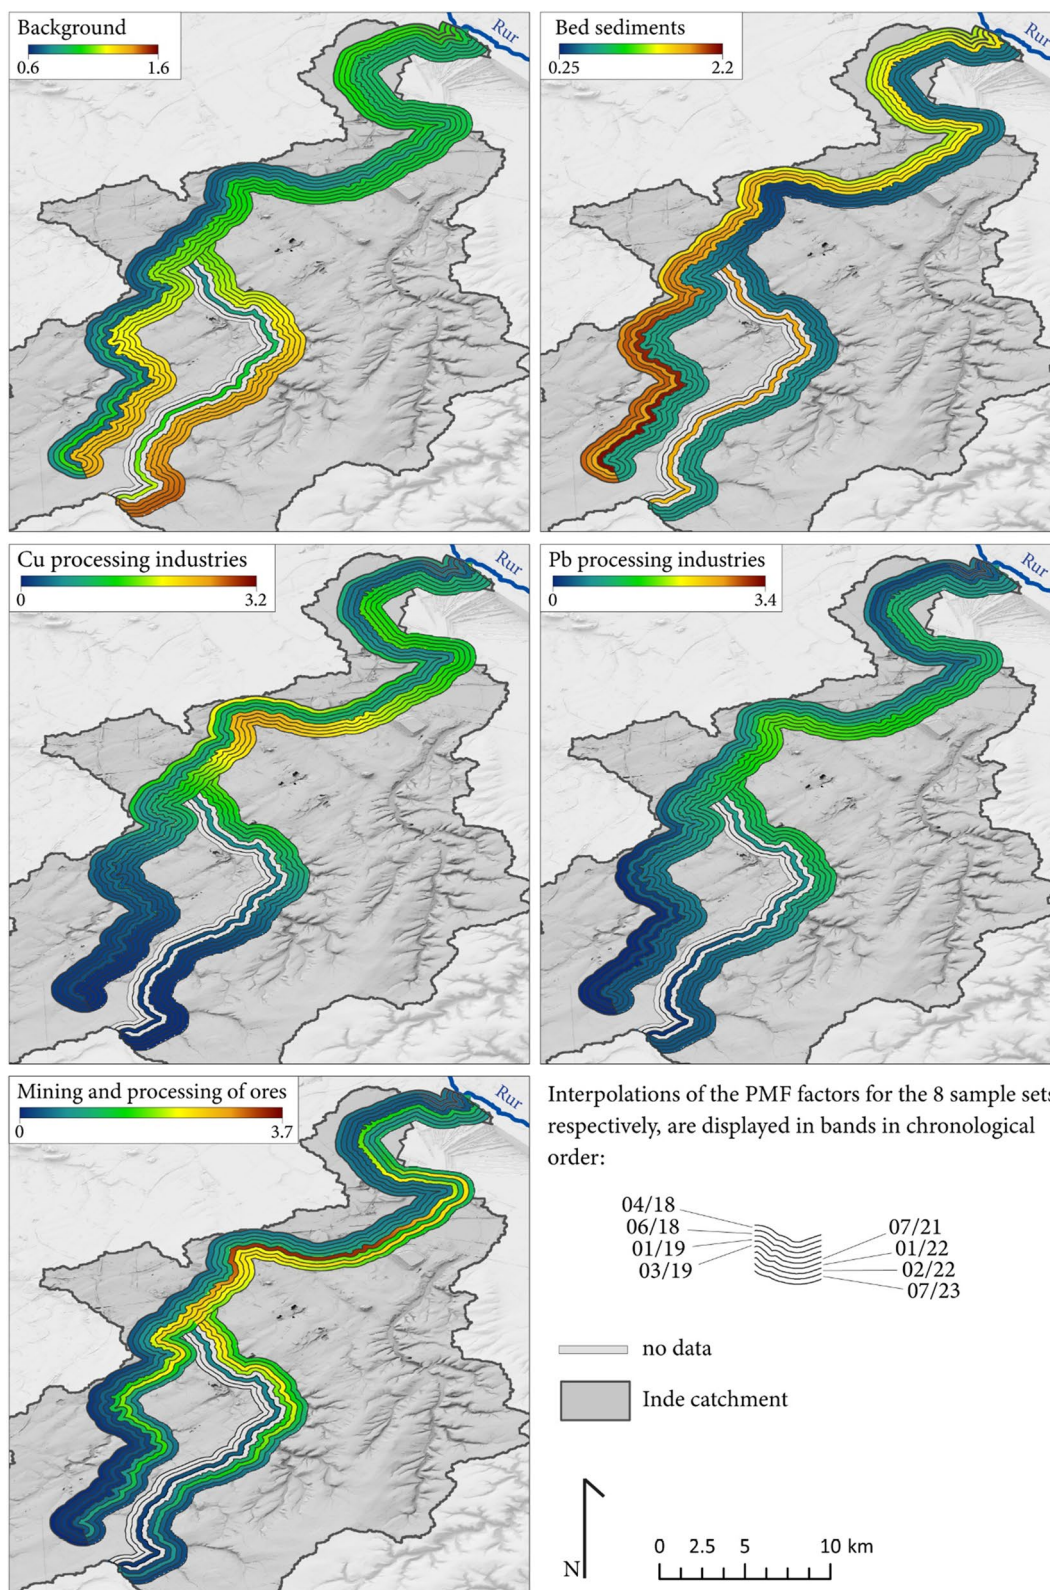 Background
0.6 1.6
Rur
Bed sediments
0.25 2.2
Rur
Cu processing industries
0 3.2
Rur
Pb processing industries
0 3.4
Rur
Mining and processing of ores
0 3.7
Rur
Interpolations of the PMF factors for the 8 sample sets
respectively, are displayed in bands in chronological
order:
04/18
06/18
01/19
03/19
07/21
01/22
02/22
07/23
no data
Inde catchment
N
0 2.5 5 10 km